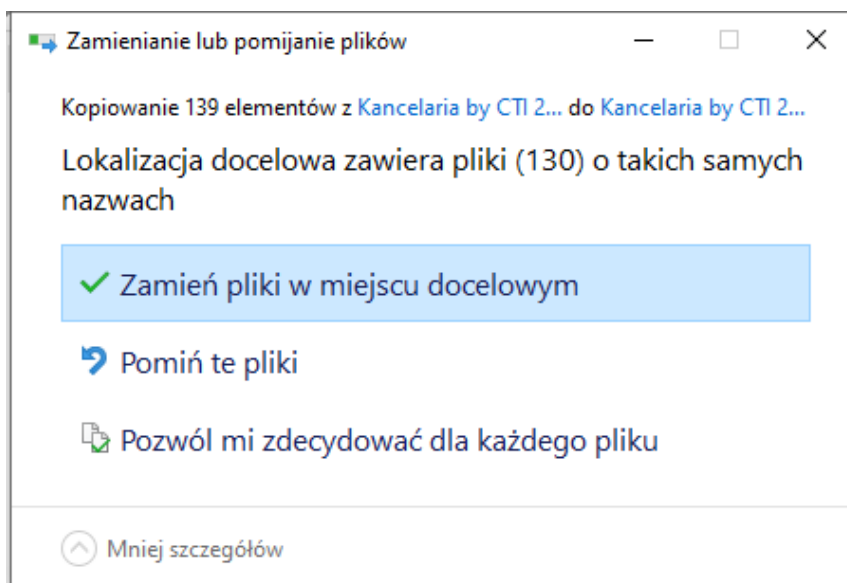 Zamienianie lub pomijanie plików
Kopiowanie 139 elementów z Kancelaria by CTI 2... do Kancelaria by CTI 2...
Lokalizacja docelowa zawiera pliki (130) o takich samych
nazwach
Zamień pliki w miejscu docelowym
Pomiń te pliki
Pozwól mi zdecydować dla każdego pliku
Mniej szczegółów